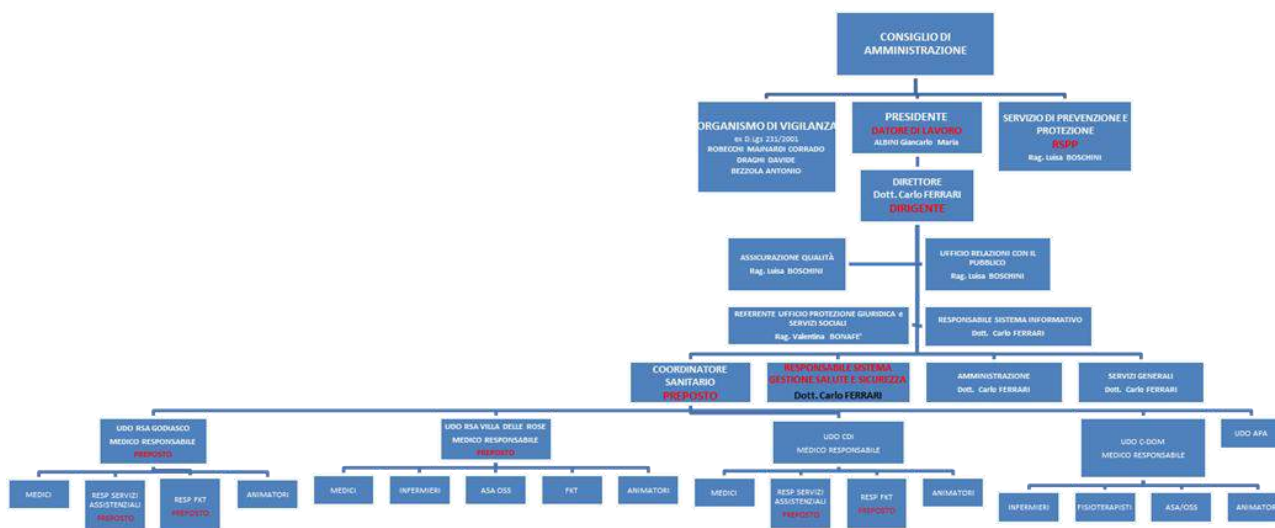 CONSIGLIO DI
AMMINISTRAZIONE
ORGANISMO DI VIGILANZA
ex D.Lgs 231/2001
ROBECCHI MAINARDI CORRADO
DRAGHI DAVIDE
BEZZOLA ANTONIO
PRESIDENTE
DATORE DI LAVORO
ALBINI Giancarlo Maria
SERVIZIO DI PREVENZIONE E
PROTEZIONE
RSPP
Rag. Luisa BOSCHINI
DIRETTORE
Dott. Carlo FERRARI
DIRIGENTE
ASSICURAZIONE QUALITÀ
Rag. Luisa BOSCHINI
UFFICIO RELAZIONI CON IL
PUBBLICO
Rag. Luisa BOSCHINI
REFERENTE UFFICIO PROTEZIONE GIURIDICA e
SERVIZI SOCIALI
Rag. Valentina BONAFE'
RESPONSABILE SISTEMA INFORMATIVO
Dott. Carlo FERRARI
COORDINATORE
SANITARIO
PREPOSTO
RESPONSABILE SISTEMA
GESTIONE SALUTE E SICUREZZA
Dott. Carlo FERRARI
AMMINISTRAZIONE
Dott. Carlo FERRARI
SERVIZI GENERALI
Dott. Carlo FERRARI
UDO RSA GODIASCO
MEDICO RESPONSABILE
PREPOSTO
UDO RSA VILLA DELLE ROSE
MEDICO RESPONSABILE
PREPOSTO
UDO CDI
MEDICO RESPONSABILE
UDO C-DOM
MEDICO RESPONSABILE
UDO APA
MEDICI
RESP SERVIZI
ASSISTENZIALI
PREPOSTO
RESP FKT
PREPOSTO
ANIMATORI
MEDICI
INFERMIERI
ASA OSS
FKT
ANIMATORI
MEDICI
RESP SERVIZI
ASSISTENZIALI
PREPOSTO
RESP FKT
PREPOSTO
ANIMATORI
INFERMIERI
FISIOTERAPISTI
ASA/OSS
ANIMATORI